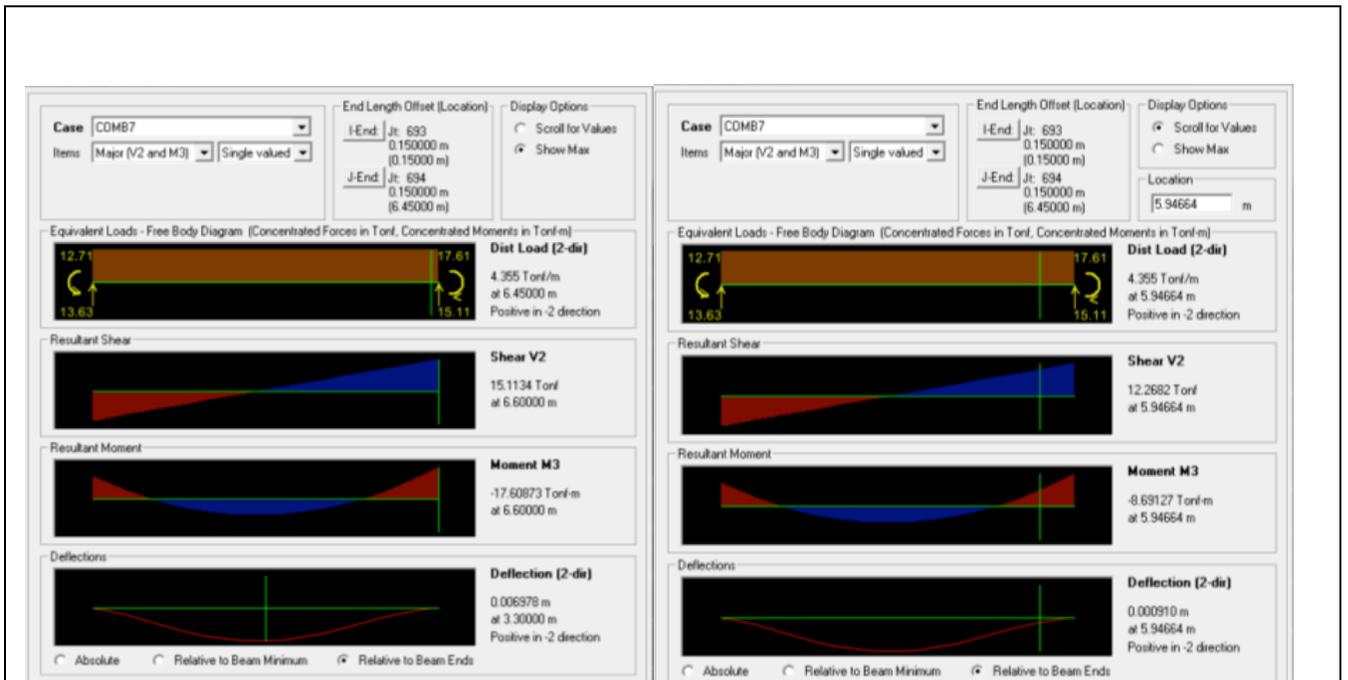 Case COMB7
Items Major (V2 and M3) Single valued
End Length Offset (Location)
I-End: Jt: 693
0.150000 m
(0.15000 m)
J-End: Jt: 694
0.150000 m
(6.45000 m)
Display Options
Scroll for Values
Show Max
Equivalent Loads - Free Body Diagram (Concentrated Forces in Tonf, Concentrated Moments in Tonf-m)
12.71 17.61
13.63 15.11
Dist Load (2-dir)
4.355 Tonf/m
at 6.45000 m
Positive in -2 direction
Resultant Shear
Shear V2
15.1134 Tonf
at 6.60000 m
Resultant Moment
Moment M3
-17.60873 Tonf-m
at 6.60000 m
Deflections
Deflection (2-dir)
0.006978 m
at 3.30000 m
Positive in -2 direction
Absolute Relative to Beam Minimum Relative to Beam Ends
Case COMB7
Items Major (V2 and M3) Single valued
End Length Offset (Location)
I-End: Jt: 693
0.150000 m
(0.15000 m)
J-End: Jt: 694
0.150000 m
(6.45000 m)
Display Options
Scroll for Values
Show Max
Location
5.94664 m
Equivalent Loads - Free Body Diagram (Concentrated Forces in Tonf, Concentrated Moments in Tonf-m)
12.71 17.61
13.63 15.11
Dist Load (2-dir)
4.355 Tonf/m
at 5.94664 m
Positive in -2 direction
Resultant Shear
Shear V2
12.2682 Tonf
at 5.94664 m
Resultant Moment
Moment M3
-8.69127 Tonf-m
at 5.94664 m
Deflections
Deflection (2-dir)
0.000910 m
at 5.94664 m
Positive in -2 direction
Absolute Relative to Beam Minimum Relative to Beam Ends